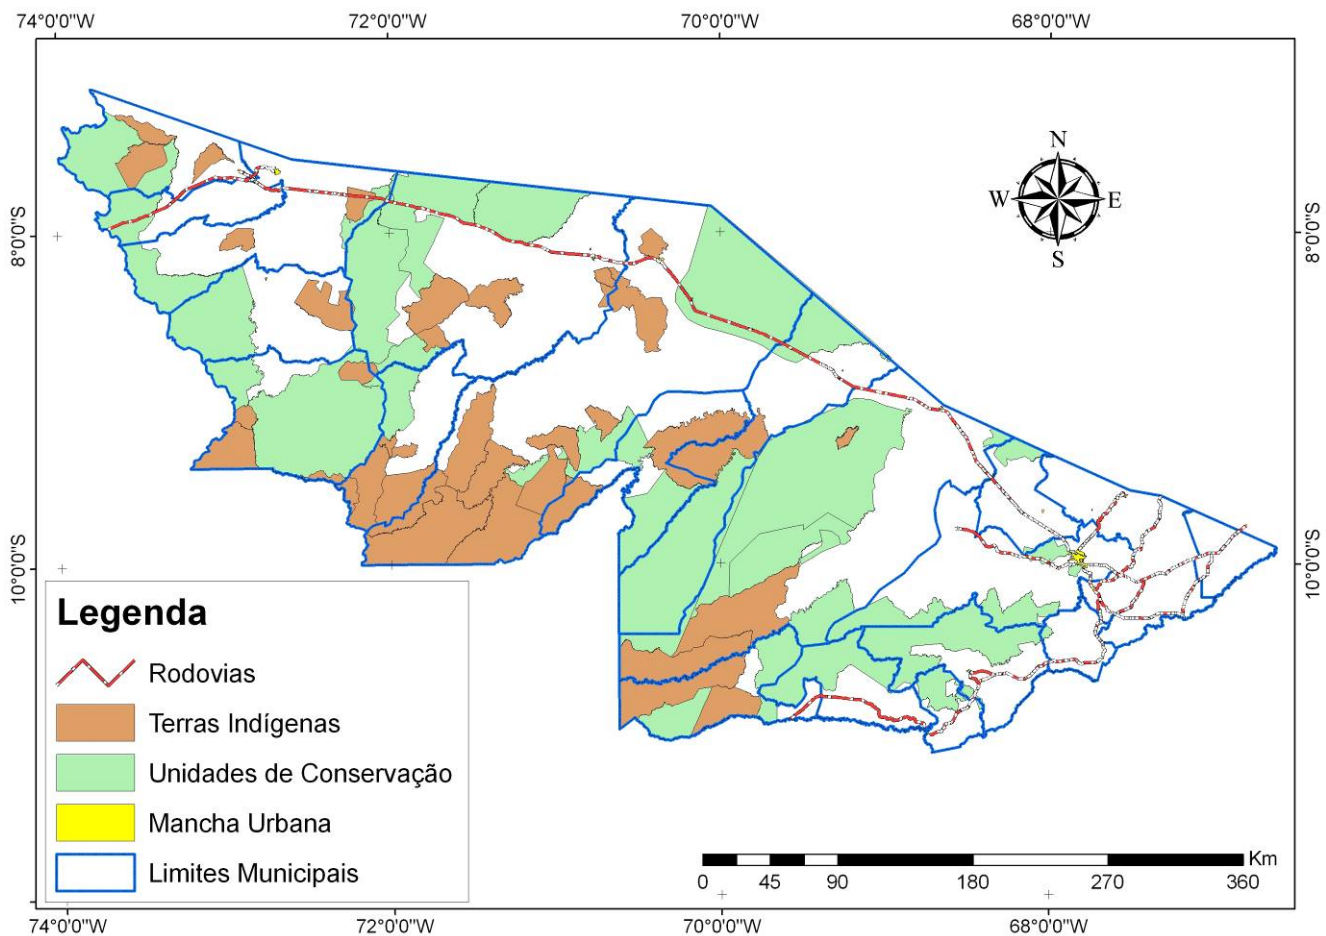 74°0'0"W 72°0'0"W 70°0'0"W 68°0'0"W
N
W E
S
8°0'0"S 8°0'0"S
10°0'0"S 10°0'0"S
Legenda
Rodovias
Terras Indígenas
Unidades de Conservação
Mancha Urbana
Limites Municipais
Km
0 45 90 180 270 360
74°0'0"W 72°0'0"W 70°0'0"W 68°0'0"W